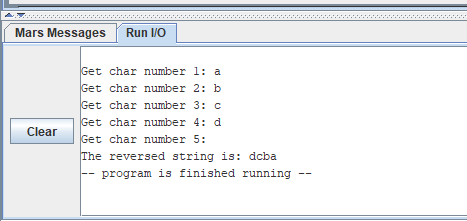 Mars Messages Run I/O
Get char number 1: a
Get char number 2: b
Get char number 3: c
Get char number 4: d
Get char number 5:
The reversed string is: dcba
-- program is finished running --
Clear